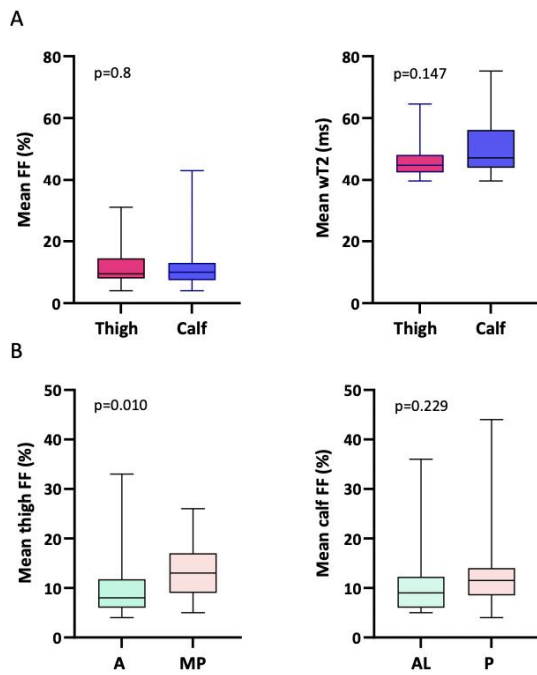 A
80
60
40
20
0
Mean FF (%)
p=0.8
Thigh Calf
80
60
40
20
0
Mean wT2 (ms)
p=0.147
Thigh Calf
B
50
40
30
20
10
0
Mean thigh FF (%)
p=0.010
A MP
50
40
30
20
10
0
Mean calf FF (%)
p=0.229
AL P